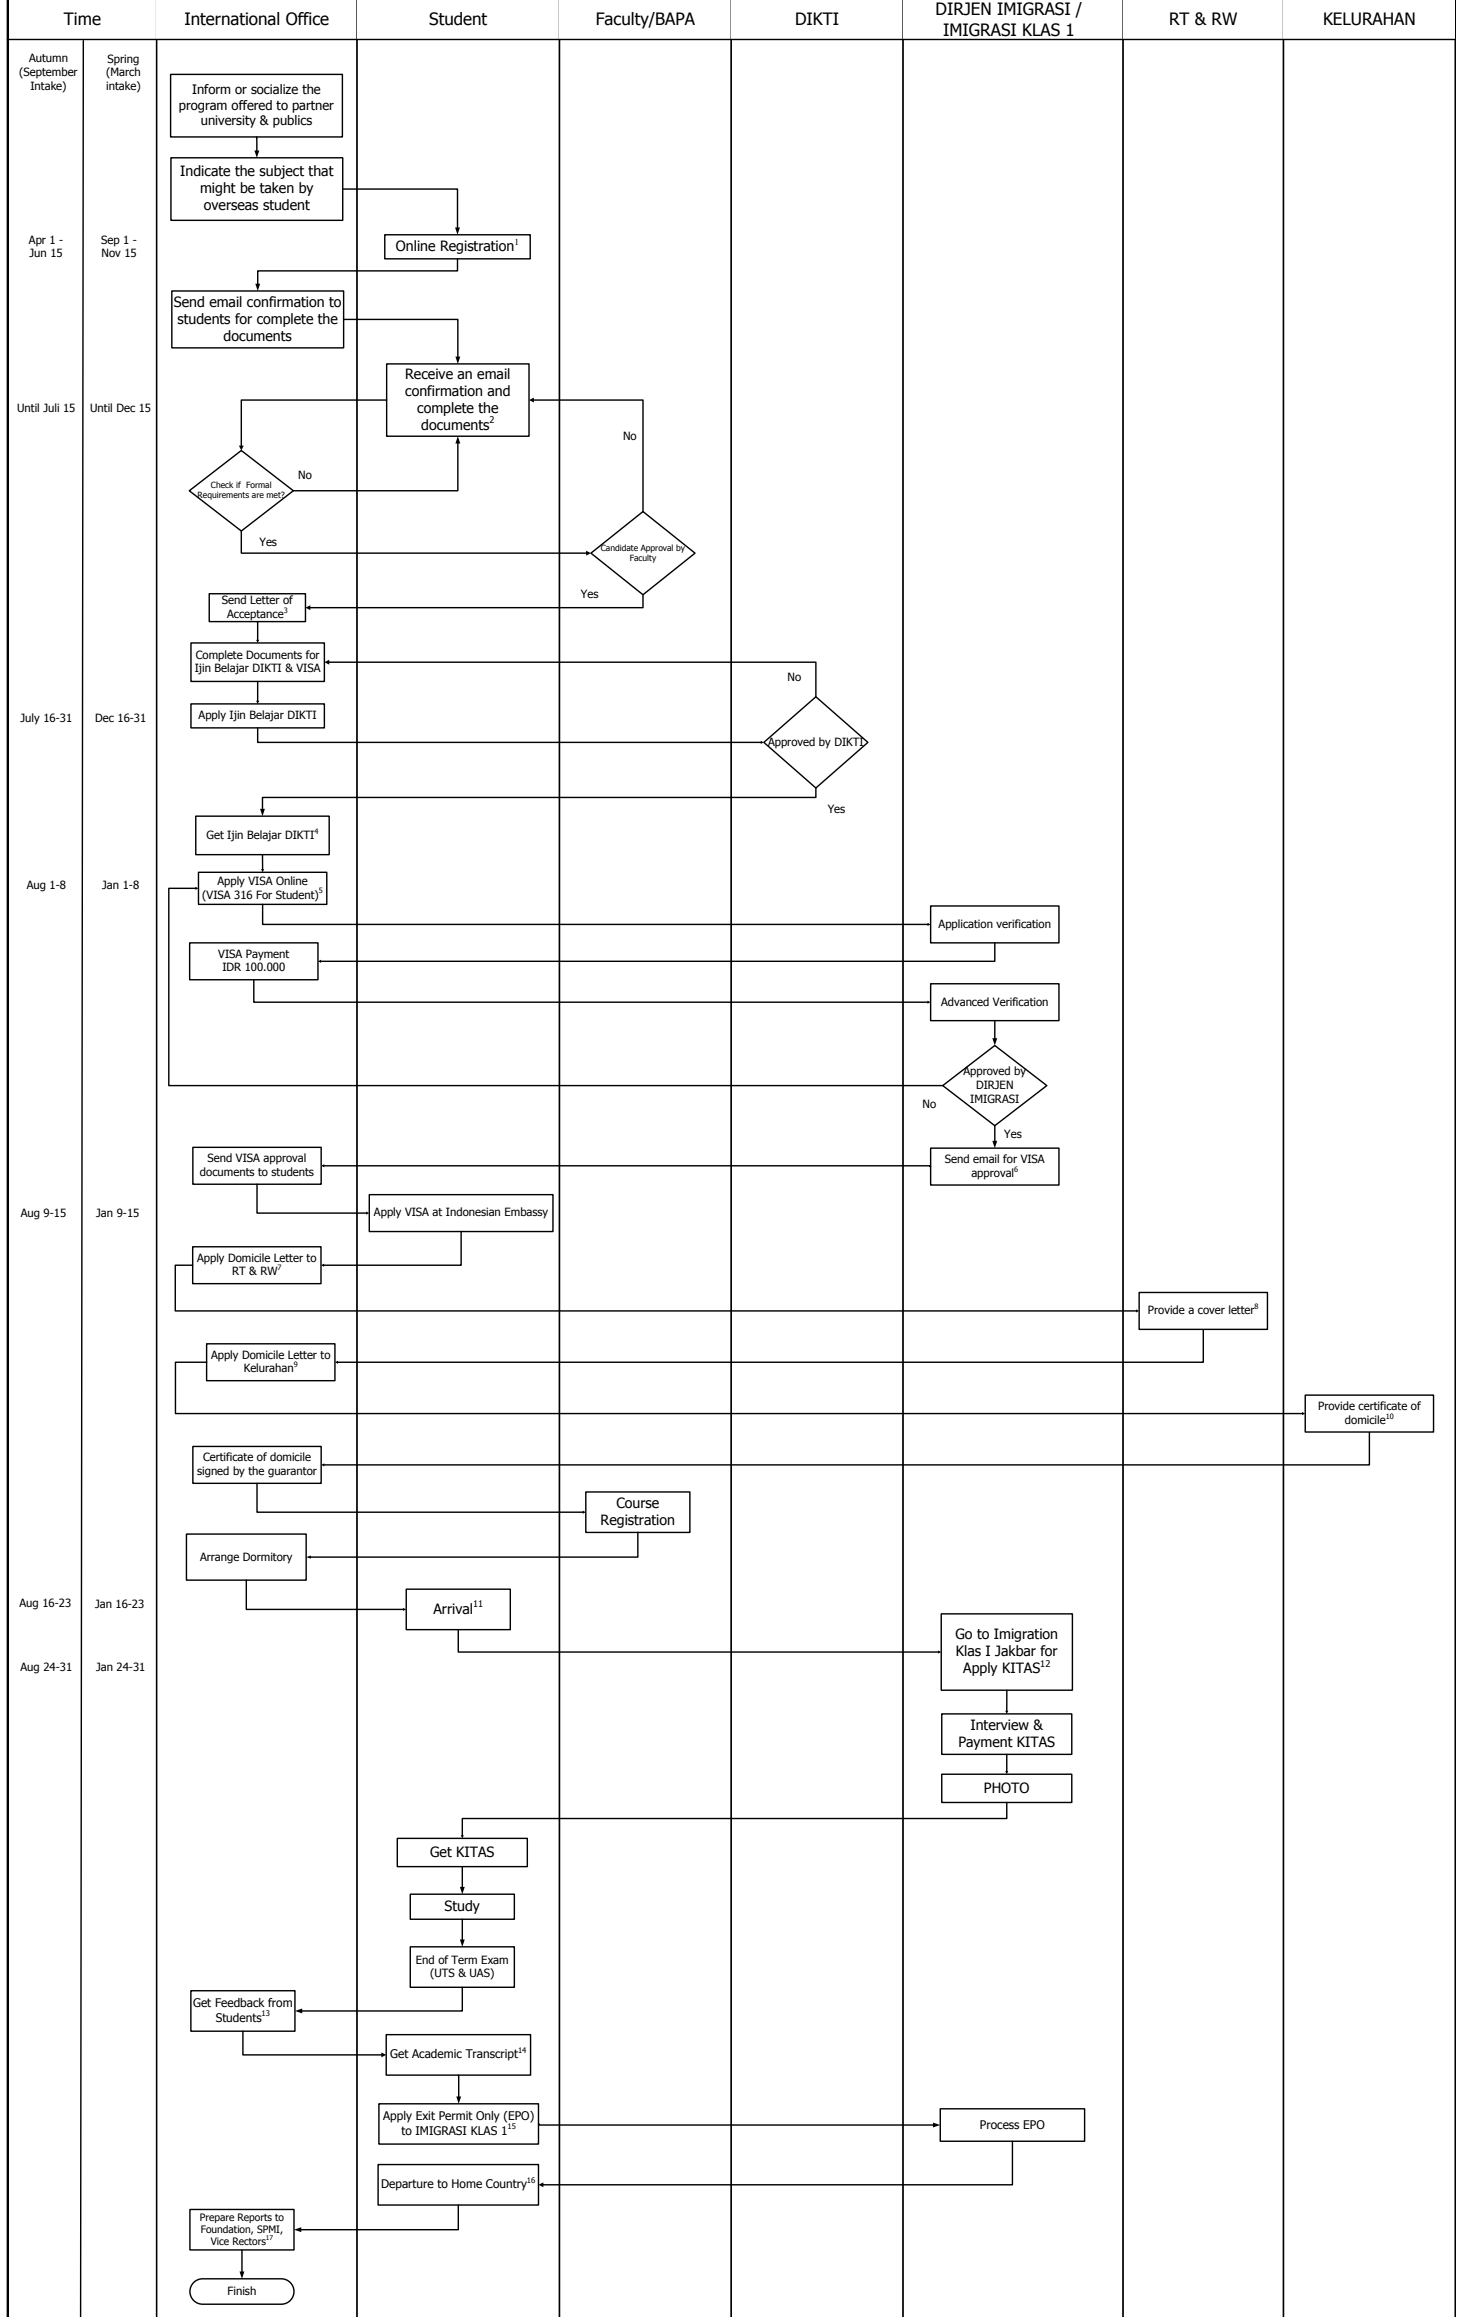 Time
International Office
Student
Faculty/BAPA
DIKTI
DIRJEN IMIGRASI /
IMIGRASI KLAS 1
RT & RW
KELURAHAN
Autumn
(September
Intake)
Spring
(March
intake)
Inform or socialize the
program offered to partner
university & publics
Indicate the subject that
might be taken by
overseas student
Apr 1 -
Jun 15
Sep 1 -
Nov 15
Online Registration¹
Send email confirmation to
students for complete the
documents
Until Juli 15
Until Dec 15
Receive an email
confirmation and
complete the
documents²
No
Check if Formal
Requirements are met?
No
Yes
Candidate Approval by
Faculty
Yes
Send Letter of
Acceptance³
Complete Documents for
Ijin Belajar DIKTI & VISA
No
July 16-31
Dec 16-31
Apply Ijin Belajar DIKTI
Approved by DIKTI
Yes
Get Ijin Belajar DIKTI⁴
Aug 1-8
Jan 1-8
Apply VISA Online
(VISA 316 For Student)⁵
Application verification
VISA Payment
IDR 100.000
Advanced Verification
Approved by
DIRJEN
IMIGRASI
No
Yes
Send VISA approval
documents to students
Send email for VISA
approval⁶
Aug 9-15
Jan 9-15
Apply VISA at Indonesian Embassy
Apply Domicile Letter to
RT & RW⁷
Provide a cover letter⁸
Apply Domicile Letter to
Kelurahan⁹
Provide certificate of
domicile¹⁰
Certificate of domicile
signed by the guarantor
Course
Registration
Arrange Dormitory
Aug 16-23
Jan 16-23
Arrival¹¹
Aug 24-31
Jan 24-31
Go to Imigration
Klas I Jakbar for
Apply KITAS¹²
Interview &
Payment KITAS
PHOTO
Get KITAS
Study
End of Term Exam
(UTS & UAS)
Get Feedback from
Students¹³
Get Academic Transcript¹⁴
Apply Exit Permit Only (EPO)
to IMIGRASI KLAS 1¹⁵
Process EPO
Departure to Home Country¹⁶
Prepare Reports to
Foundation, SPMI,
Vice Rectors¹⁷
Finish